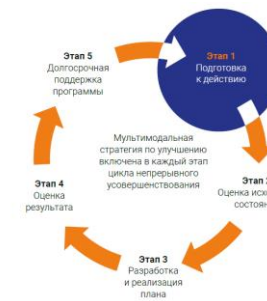 Этап 1
Подготовка
к действию
Этап
Оценка
состоян
Этап 3
Разработка
и реализация
плана
Этап 4
Оценка
результата
Этап 5
Долгосрочная
поддержка
программы
Мультимодальная
стратегия по улучшению
включена в каждый этап
цикла непрерывного
усовершенствования